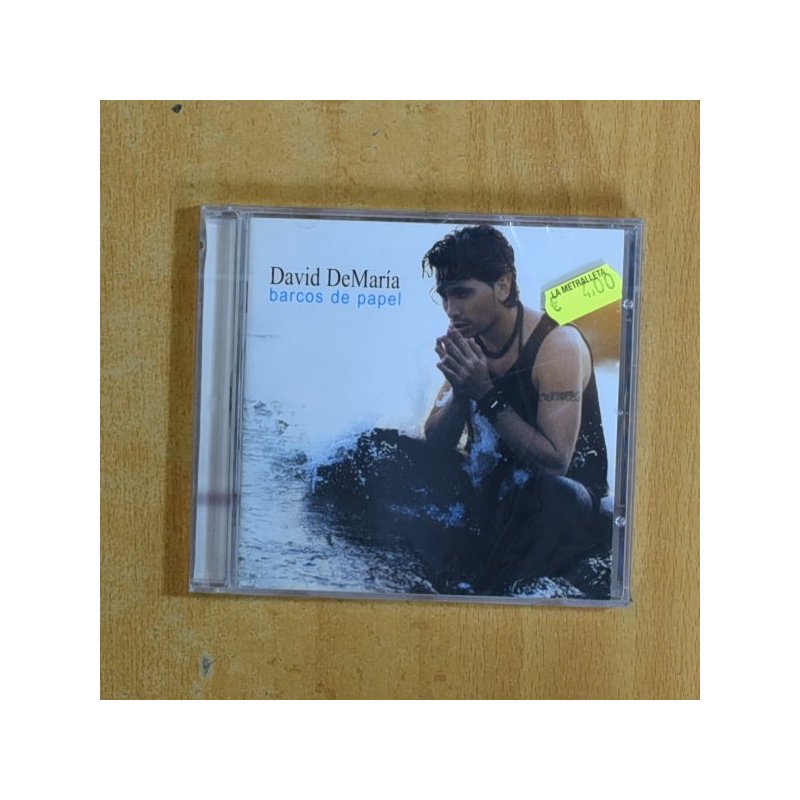 David DeMaría
barcos de papel
LA METRALLETA
€ 4,00